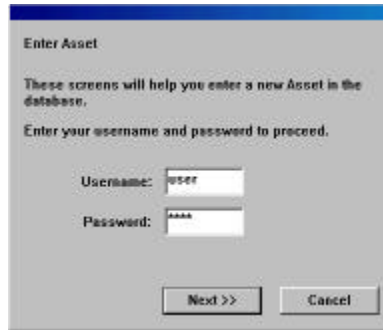 Enter Asset
These screens will help you enter a new Asset in the
database.
Enter your username and password to proceed.
Username: user
Password: ****
Next >> Cancel